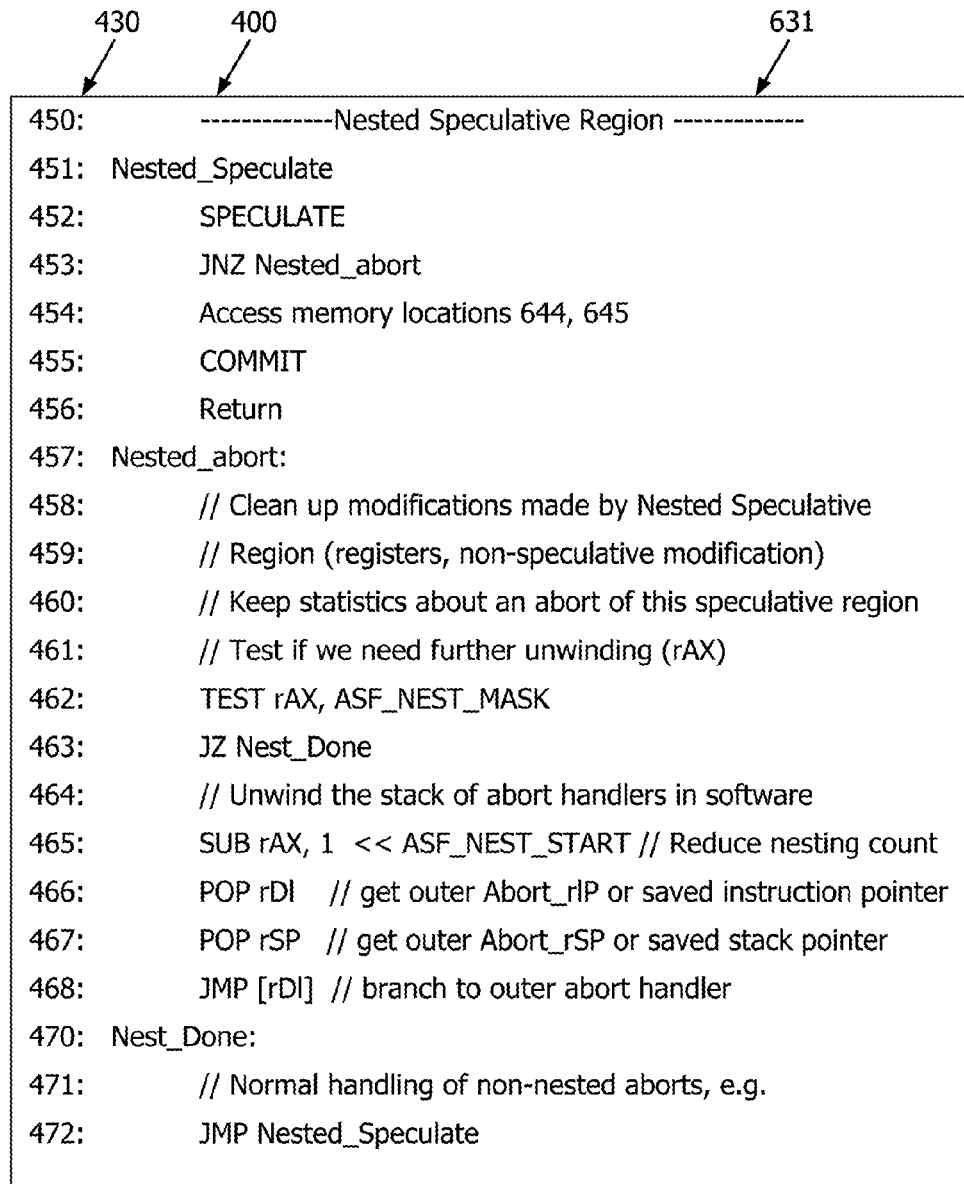 430 400 631
450: -------------Nested Speculative Region -------------
451: Nested_Speculate
452: SPECULATE
453: JNZ Nested_abort
454: Access memory locations 644, 645
455: COMMIT
456: Return
457: Nested_abort:
458: // Clean up modifications made by Nested Speculative
459: // Region (registers, non-speculative modification)
460: // Keep statistics about an abort of this speculative region
461: // Test if we need further unwinding (rAX)
462: TEST rAX, ASF_NEST_MASK
463: JZ Nest_Done
464: // Unwind the stack of abort handlers in software
465: SUB rAX, 1 << ASF_NEST_START // Reduce nesting count
466: POP rDI // get outer Abort_rIP or saved instruction pointer
467: POP rSP // get outer Abort_rSP or saved stack pointer
468: JMP [rDI] // branch to outer abort handler
470: Nest_Done:
471: // Normal handling of non-nested aborts, e.g.
472: JMP Nested_Speculate